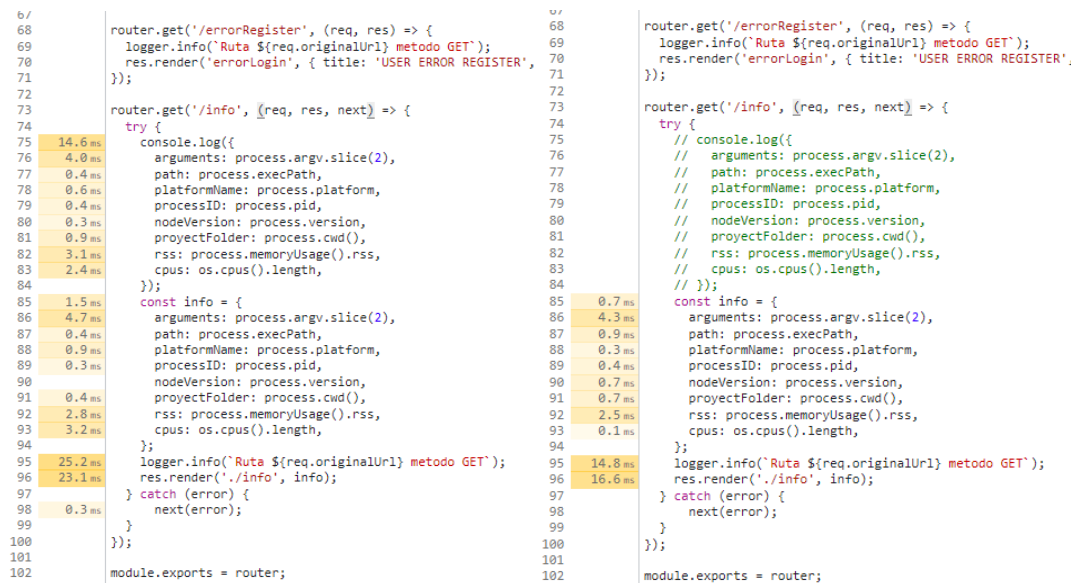 67
68 router.get('/errorRegister', (req, res) => {
69 logger.info(`Ruta ${req.originalUrl} metodo GET`);
70 res.render('errorLogin', { title: 'USER ERROR REGISTER',
71 });
72
73 router.get('/info', (req, res, next) => {
74 try {
75 14.6 ms console.log({
76 4.0 ms arguments: process.argv.slice(2),
77 0.4 ms path: process.execPath,
78 0.6 ms platformName: process.platform,
79 0.4 ms processID: process.pid,
80 0.3 ms nodeVersion: process.version,
81 0.9 ms proyectFolder: process.cwd(),
82 3.1 ms rss: process.memoryUsage().rss,
83 2.4 ms cpus: os.cpus().length,
84 });
85 1.5 ms const info = {
86 4.7 ms arguments: process.argv.slice(2),
87 0.4 ms path: process.execPath,
88 0.9 ms platformName: process.platform,
89 0.3 ms processID: process.pid,
90 nodeVersion: process.version,
91 0.4 ms proyectFolder: process.cwd(),
92 2.8 ms rss: process.memoryUsage().rss,
93 3.2 ms cpus: os.cpus().length,
94 };
95 25.2 ms logger.info(`Ruta ${req.originalUrl} metodo GET`);
96 23.1 ms res.render('./info', info);
97 } catch (error) {
98 0.3 ms next(error);
99 }
100 });
101
102 module.exports = router;
67
68 router.get('/errorRegister', (req, res) => {
69 logger.info(`Ruta ${req.originalUrl} metodo GET`);
70 res.render('errorLogin', { title: 'USER ERROR REGISTER',
71 });
72
73 router.get('/info', (req, res, next) => {
74 try {
75 // console.log({
76 // arguments: process.argv.slice(2),
77 // path: process.execPath,
78 // platformName: process.platform,
79 // processID: process.pid,
80 // nodeVersion: process.version,
81 // proyectFolder: process.cwd(),
82 // rss: process.memoryUsage().rss,
83 // cpus: os.cpus().length,
84 // });
85 0.7 ms const info = {
86 4.3 ms arguments: process.argv.slice(2),
87 0.9 ms path: process.execPath,
88 0.3 ms platformName: process.platform,
89 0.4 ms processID: process.pid,
90 0.7 ms nodeVersion: process.version,
91 0.7 ms proyectFolder: process.cwd(),
92 2.5 ms rss: process.memoryUsage().rss,
93 0.1 ms cpus: os.cpus().length,
94 };
95 14.8 ms logger.info(`Ruta ${req.originalUrl} metodo GET`);
96 16.6 ms res.render('./info', info);
97 } catch (error) {
98 next(error);
99 }
100 });
101
102 module.exports = router;